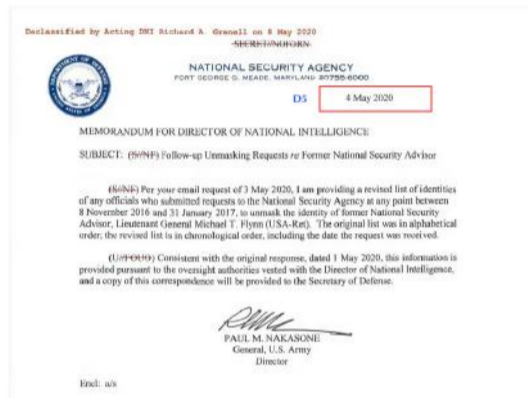 Declassified by Acting DNI Richard A. Grenell on 8 May 2020
SECRET//NOFORN
NATIONAL SECURITY AGENCY
FORT GEORGE G. MEADE, MARYLAND 20755-6000
D5
4 May 2020
MEMORANDUM FOR DIRECTOR OF NATIONAL INTELLIGENCE
SUBJECT: (S//NF) Follow-up Unmasking Requests re Former National Security Advisor
(S//NF) Per your email request of 3 May 2020, I am providing a revised list of identities
of any officials who submitted requests to the National Security Agency at any point between
8 November 2016 and 31 January 2017, to unmask the identity of former National Security
Advisor, Lieutenant General Michael T. Flynn (USA-Ret). The original list was in alphabetical
order; the revised list is in chronological order, including the date the request was received.
(U//FOUO) Consistent with the original response, dated 1 May 2020, this information is
provided pursuant to the oversight authorities vested with the Director of National Intelligence,
and a copy of this correspondence will be provided to the Secretary of Defense.
PAUL M. NAKASONE
General, U.S. Army
Director
Encl: a/s